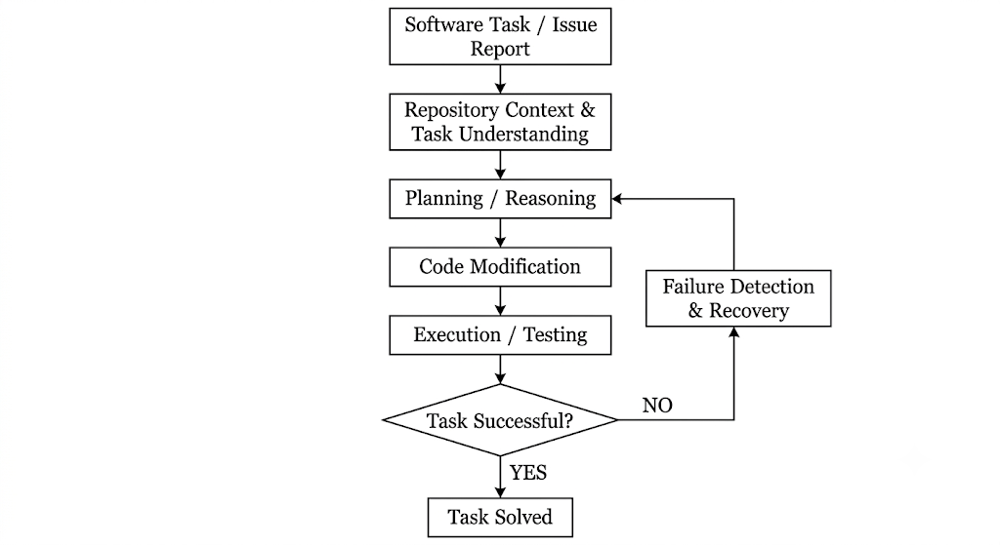 Software Task / Issue
Report
Repository Context &
Task Understanding
Planning / Reasoning
Code Modification
Failure Detection
& Recovery
Execution / Testing
Task Successful?
NO
YES
Task Solved